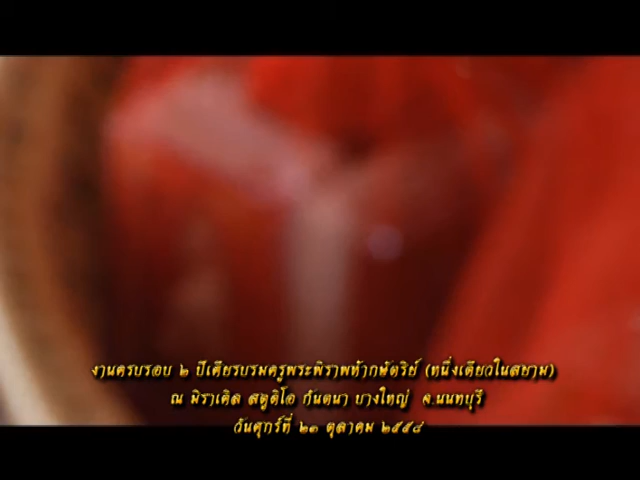 งานครบรอบ ๒ ปีเศียรบรมครูพระพิราพห้ากษัตริย์ (หนึ่งเดียวในสยาม)
ณ มิราเคิล สตูดิโอ กันตนา บางใหญ่ จ.นนทบุรี
วันศุกร์ที่ ๒๑ ตุลาคม ๒๕๕๔